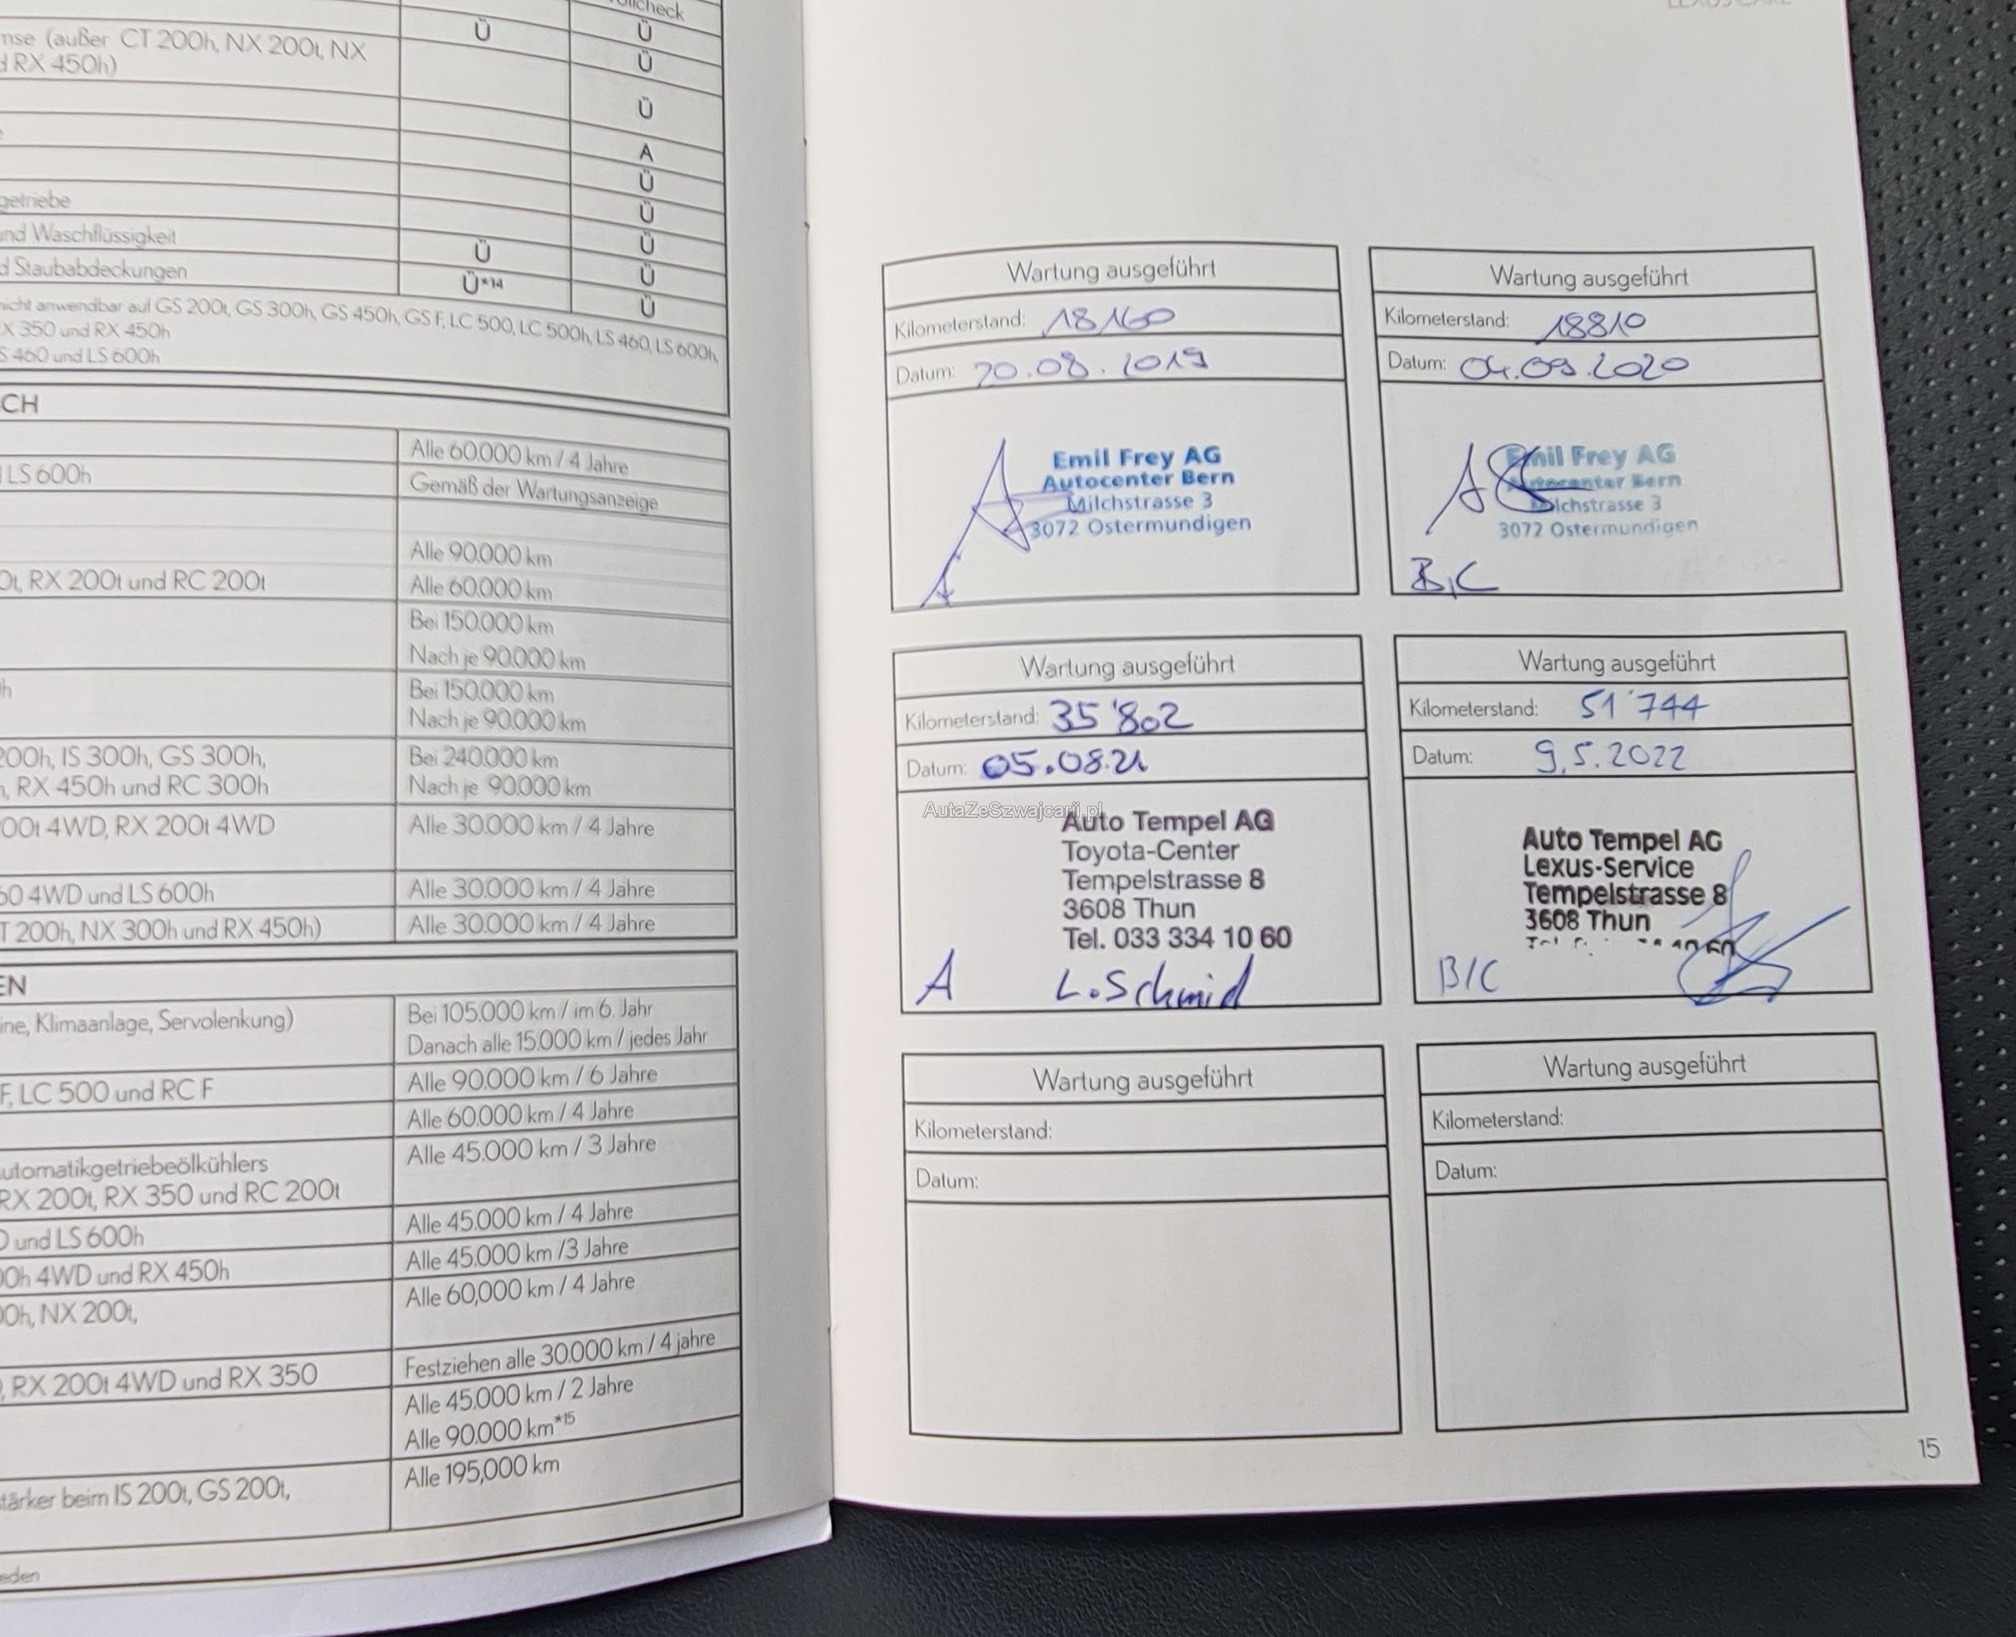 Ü Ü
mse (außer CT 200h, NX 200t, NX Ü
d RX 450h)
Ü
A
Ü
getriebe Ü
und Waschflüssigkeit Ü Ü
d Staubabdeckungen Ü*14 Ü
Ü
nicht anwendbar auf GS 200t, GS 300h, GS 450h, GS F, LC 500, LC 500h, LS 460, LS 600h,
X 350 und RX 450h
S 460 und LS 600h
CH
Alle 60.000 km / 4 Jahre
LS 600h Gemäß der Wartungsanzeige
Alle 90.000 km
0t, RX 200t und RC 200t Alle 60.000 km
Bei 150.000 km
Nach je 90.000 km
h Bei 150.000 km
Nach je 90.000 km
200h, IS 300h, GS 300h, Bei 240.000 km
h, RX 450h und RC 300h Nach je 90.000 km
00t 4WD, RX 200t 4WD Alle 30.000 km / 4 Jahre
60 4WD und LS 600h Alle 30.000 km / 4 Jahre
T 200h, NX 300h und RX 450h) Alle 30.000 km / 4 Jahre
EN
ine, Klimaanlage, Servolenkung) Bei 105.000 km / im 6. Jahr
Danach alle 15.000 km / jedes Jahr
F, LC 500 und RC F Alle 90.000 km / 6 Jahre
Alle 60.000 km / 4 Jahre
utomatikgetriebeölkühlers Alle 45.000 km / 3 Jahre
RX 200t, RX 350 und RC 200t
D und LS 600h Alle 45.000 km / 4 Jahre
00h 4WD und RX 450h Alle 45.000 km /3 Jahre
00h, NX 200t, Alle 60,000 km / 4 Jahre
, RX 200t 4WD und RX 350 Festziehen alle 30.000 km / 4 jahre
Alle 45.000 km / 2 Jahre
Alle 90.000 km*15
tärker beim IS 200t, GS 200t, Alle 195,000 km
eden
Wartung ausgeführt
Kilometerstand: 18160
Datum: 20.08.2019
Emil Frey AG
Autocenter Bern
Milchstrasse 3
3072 Ostermundigen
A
Wartung ausgeführt
Kilometerstand: 18810
Datum: 04.09.2020
Emil Frey AG
Autocenter Bern
Milchstrasse 3
3072 Ostermundigen
B,C
Wartung ausgeführt
Kilometerstand: 35'802
Datum: 05.08.21
AutaZeSzwajcarii.pl
Auto Tempel AG
Toyota-Center
Tempelstrasse 8
3608 Thun
Tel. 033 334 10 60
A L. Schmid
Wartung ausgeführt
Kilometerstand: 51'744
Datum: 9.5.2022
Auto Tempel AG
Lexus-Service
Tempelstrasse 8
3608 Thun
B/C
Wartung ausgeführt
Kilometerstand:
Datum:
Wartung ausgeführt
Kilometerstand:
Datum:
15